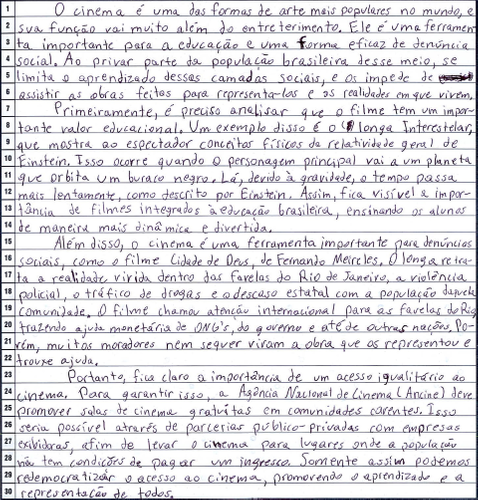 1 O cinema é uma das formas de arte mais populares no mundo, e
2 sua função vai muito além do entreterimento. Ele é uma ferramen
3 ta importante para a educação e uma forma eficaz de denúncia
4 social. Ao privar parte da população brasileira desse meio, se
5 limita o aprendizado dessas camadas sociais, e os impede de
6 assistir as obras feitas para representa-los e as realidades em que vivem.
7 Primeiramente, é preciso analisar que o filme tem um impor-
8 tante valor educacional. Um exemplo disso é o longa Interestelar,
9 que mostra ao espectador conceitos físicos da relatividade geral de
10 Einstein. Isso ocorre quando o personagem principal vai a um planeta
11 que orbita um buraco negro. Lá, devido à gravidade, o tempo passa
12 mais lentamente, como descrito por Einstein. Assim, fica visível a impor-
13 tância de filmes integrados à educação brasileira, ensinando os alunos
14 de maneira mais dinâmica e divertida.
15 Além disso, o cinema é uma ferramenta importante para denúncias
16 sociais, como o filme Cidade de Deus, de Fernando Meircles. O longa retra-
17 ta a realidade vivida dentro das favelas do Rio de Janeiro, a violência
18 policial, o tráfico de drogas e o descaso estatal com a população daquela
19 comunidade. O filme chamou atenção internacional para as favelas do Rio,
20 trazendo ajuda monetária de ONG's, do governo e até de outras nações. Po-
21 rém, muitos moradores nem sequer viram a obra que os representou e
22 trouxe ajuda.
23 Portanto, fica claro a importância de um acesso igualitário ao
24 cinema. Para garantir isso, a Agência Nacional de Cinema (Ancine) deve
25 promover salas de cinema gratuitas em comunidades carentes. Isso
26 seria possível através de parcerias público-privadas com empresas
27 exibidoras, afim de levar o cinema para lugares onde a população
28 não tem condições de pagar um ingresso. Somente assim podemos
29 redemocratizar o acesso ao cinema, promovendo o aprendizado e a
30 representação de todos.